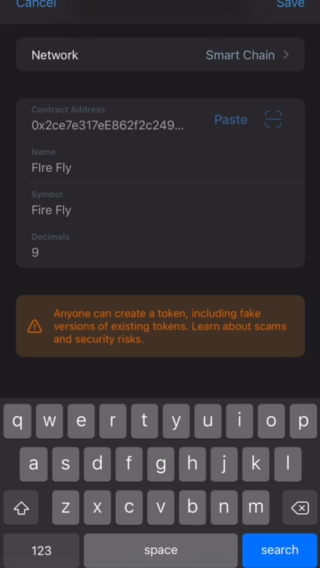 Cancel Save
Network Smart Chain
Contract Address
0x2ce7e317eE862f2c249... Paste
Name
FIre Fly
Symbol
Fire Fly
Decimals
9
Anyone can create a token, including fake
versions of existing tokens. Learn about scams
and security risks.
q w e r t y u i o p
a s d f g h j k l
z x c v b n m
123 space search